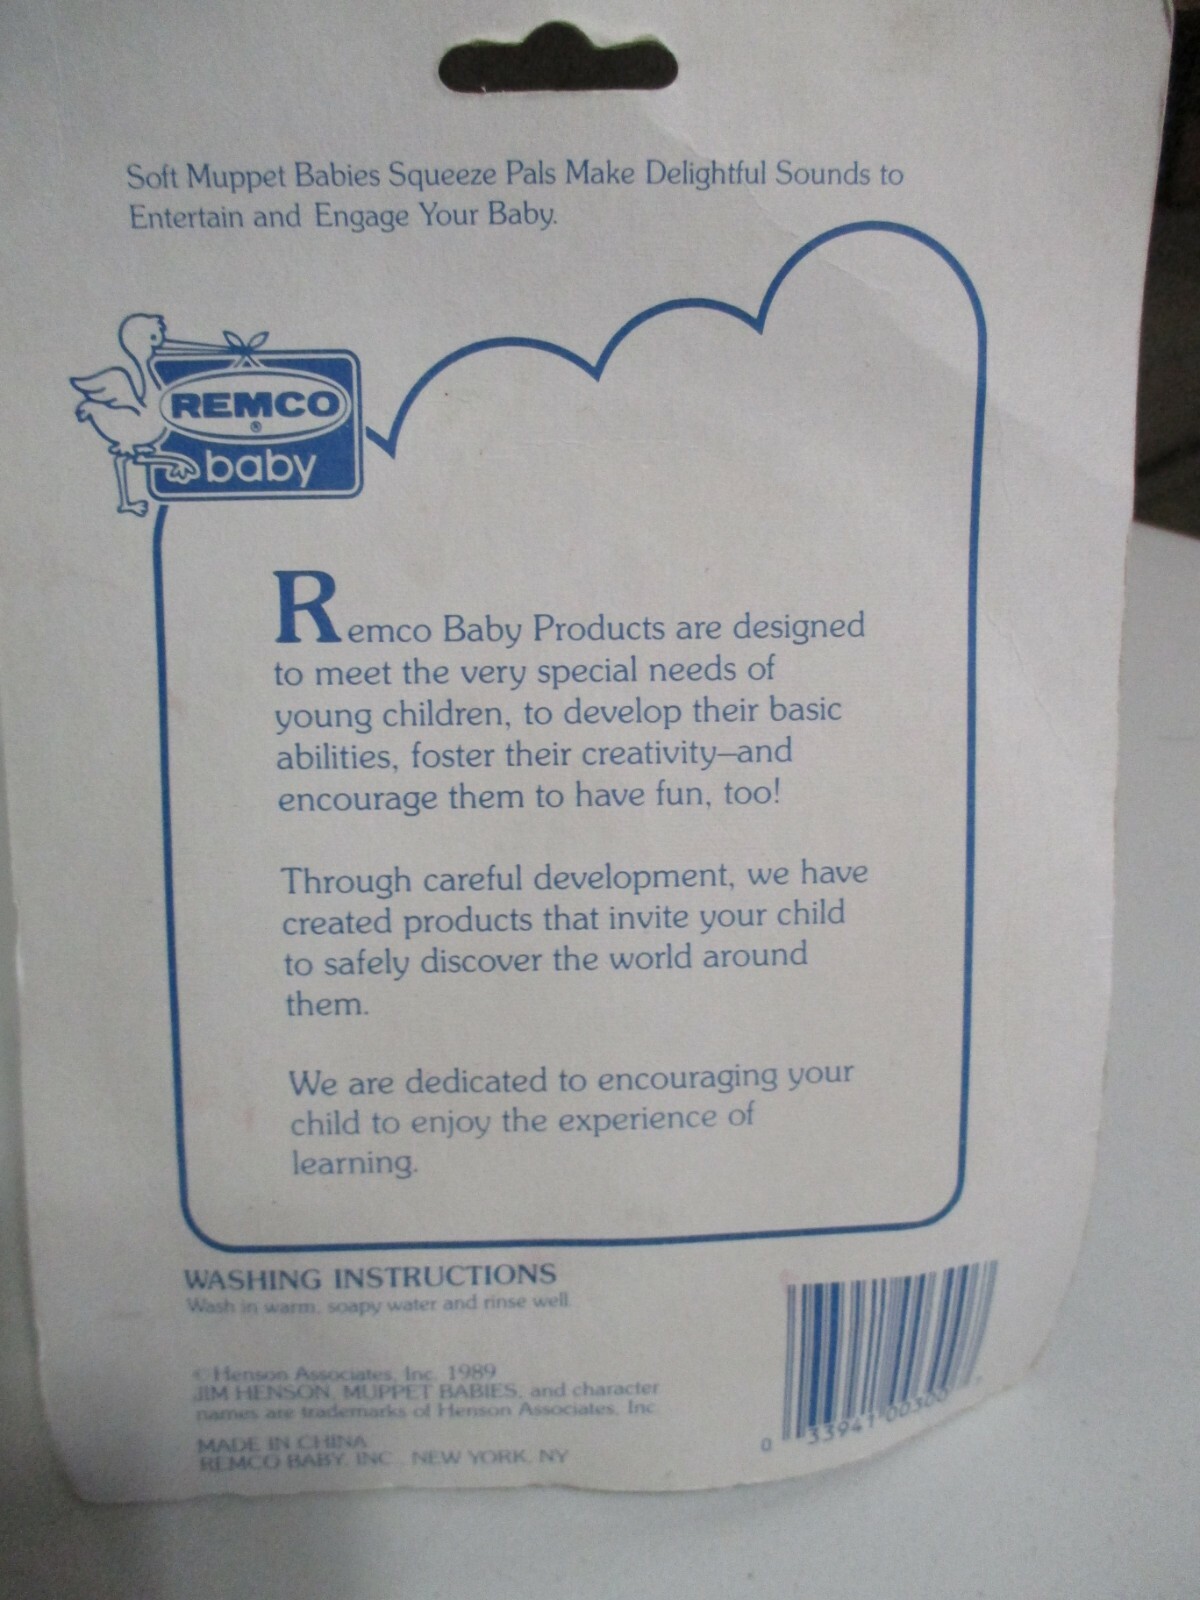 Soft Muppet Babies Squeeze Pals Make Delightful Sounds to
Entertain and Engage Your Baby.
REMCO
®
baby
Remco Baby Products are designed
to meet the very special needs of
young children, to develop their basic
abilities, foster their creativity—and
encourage them to have fun, too!
Through careful development, we have
created products that invite your child
to safely discover the world around
them.
We are dedicated to encouraging your
child to enjoy the experience of
learning.
WASHING INSTRUCTIONS
Wash in warm, soapy water and rinse well.
© Henson Associates, Inc. 1989
JIM HENSON, MUPPET BABIES, and character
names are trademarks of Henson Associates, Inc.
MADE IN CHINA
REMCO BABY, INC., NEW YORK, NY
0 33941 00300